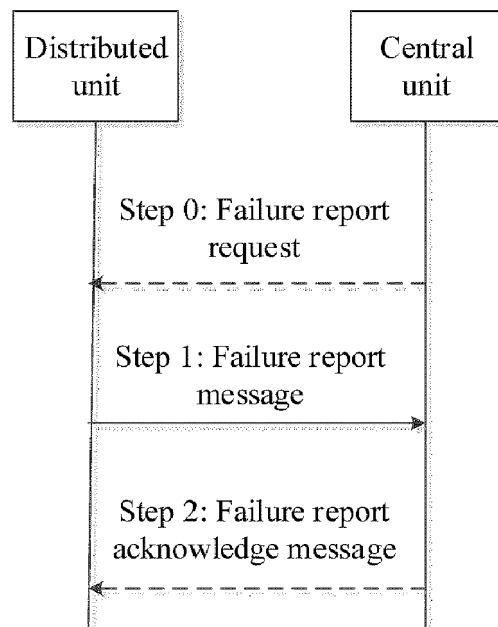 Distributed
unit
Central
unit
Step 0: Failure report
request
Step 1: Failure report
message
Step 2: Failure report
acknowledge message